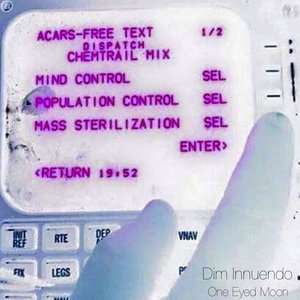 ACARS-FREE TEXT 1/2
DISPATCH
CHEMTRAIL MIX
MIND CONTROL SEL
POPULATION CONTROL SEL
MASS STERILIZATION SEL
ENTER>
<RETURN 19:52
INIT REF RTE DEP VNAV
FIX LEGS
Dim Innuendo
One Eyed Moon